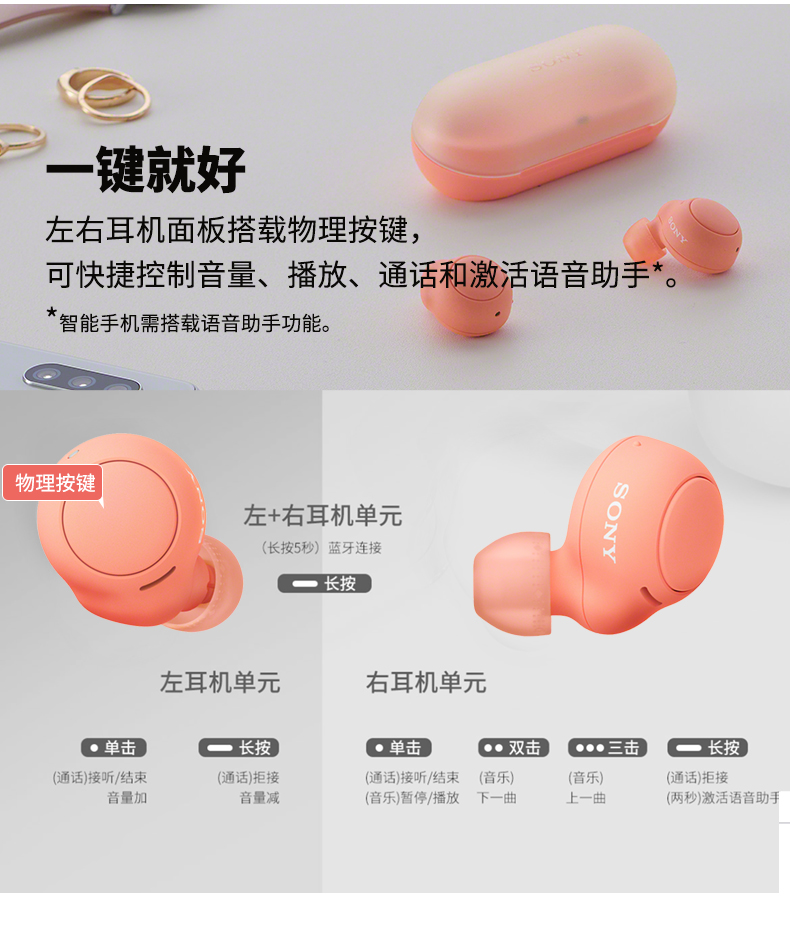 SONY
一键就好
左右耳机面板搭载物理按键，
SONY
可快捷控制音量、播放、通话和激活语音助手*。
*智能手机需搭载语音助手功能。
物理按键
SONY
左+右耳机单元
（长按5秒）蓝牙连接
长按
左耳机单元
右耳机单元
单击
长按
单击
双击
三击
长按
(通话)接听/结束
音量加
(通话)拒接
音量减
(通话)接听/结束
(音乐)暂停/播放
(音乐)
下一曲
(音乐)
上一曲
(通话)拒接
(两秒)激活语音助手